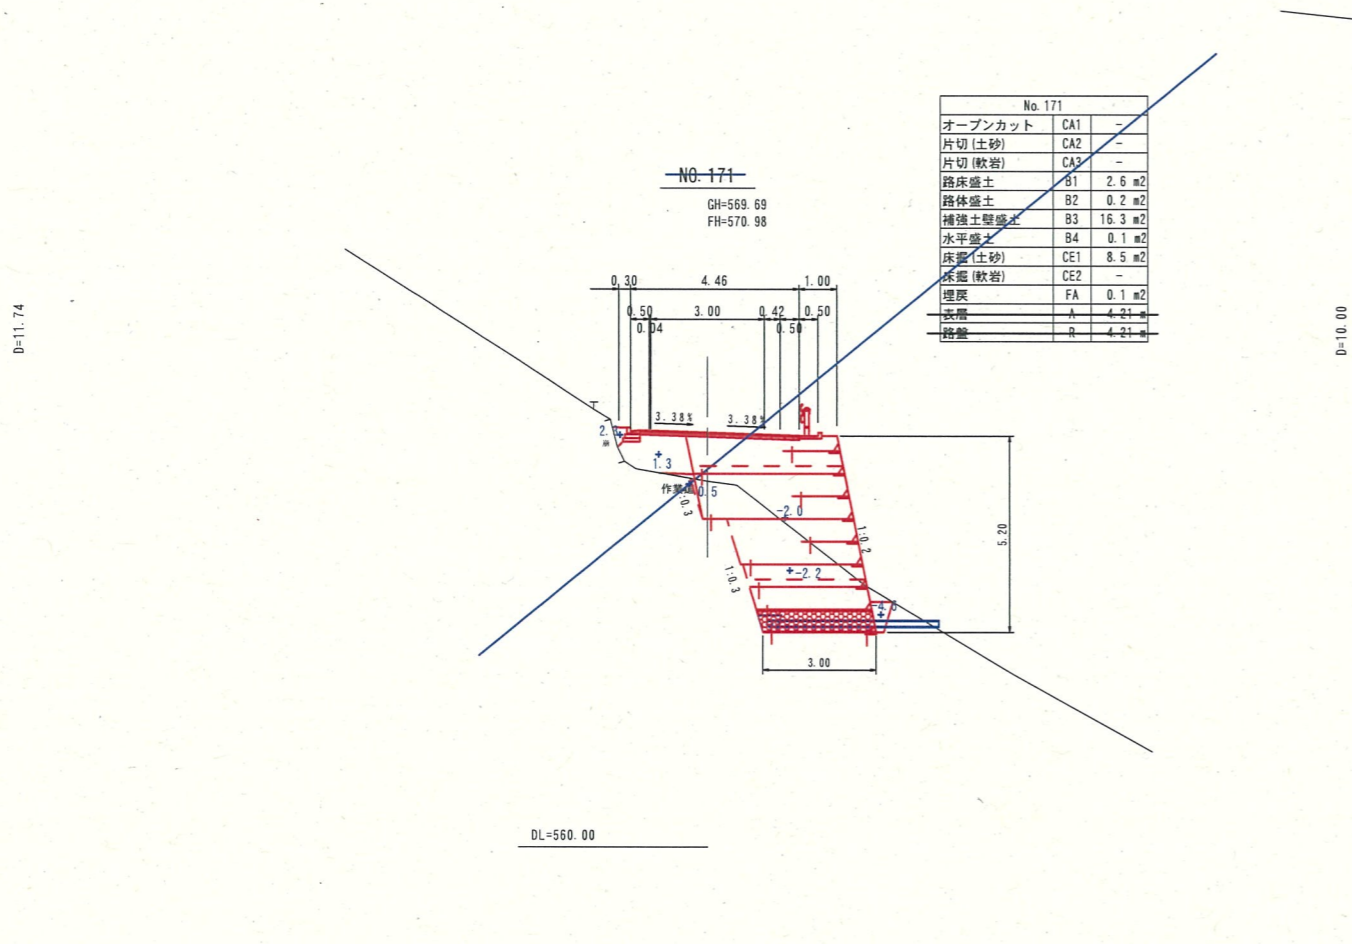 No. 171
オープンカット CA1 -
片切(土砂) CA2 -
片切(軟岩) CA3 -
路床盛土 B1 2.6 m2
路体盛土 B2 0.2 m2
補強土壁盛土 B3 16.3 m2
水平盛土 B4 0.1 m2
床掘(土砂) CE1 8.5 m2
床掘(軟岩) CE2 -
埋戻 FA 0.1 m2
表層 A 4.21 m
路盤 R 4.21 m
NO. 171
GH=569.69
FH=570.98
0.30 4.46 1.00
0.50 3.00 0.42 0.50
0.04 0.50
D=11.74
D=10.00
3.38% 3.38%
1.3
作業道
0.5
1:0.3
-2.0
1:0.2
5.20
-2.2
1:0.3
3.00
DL=560.00